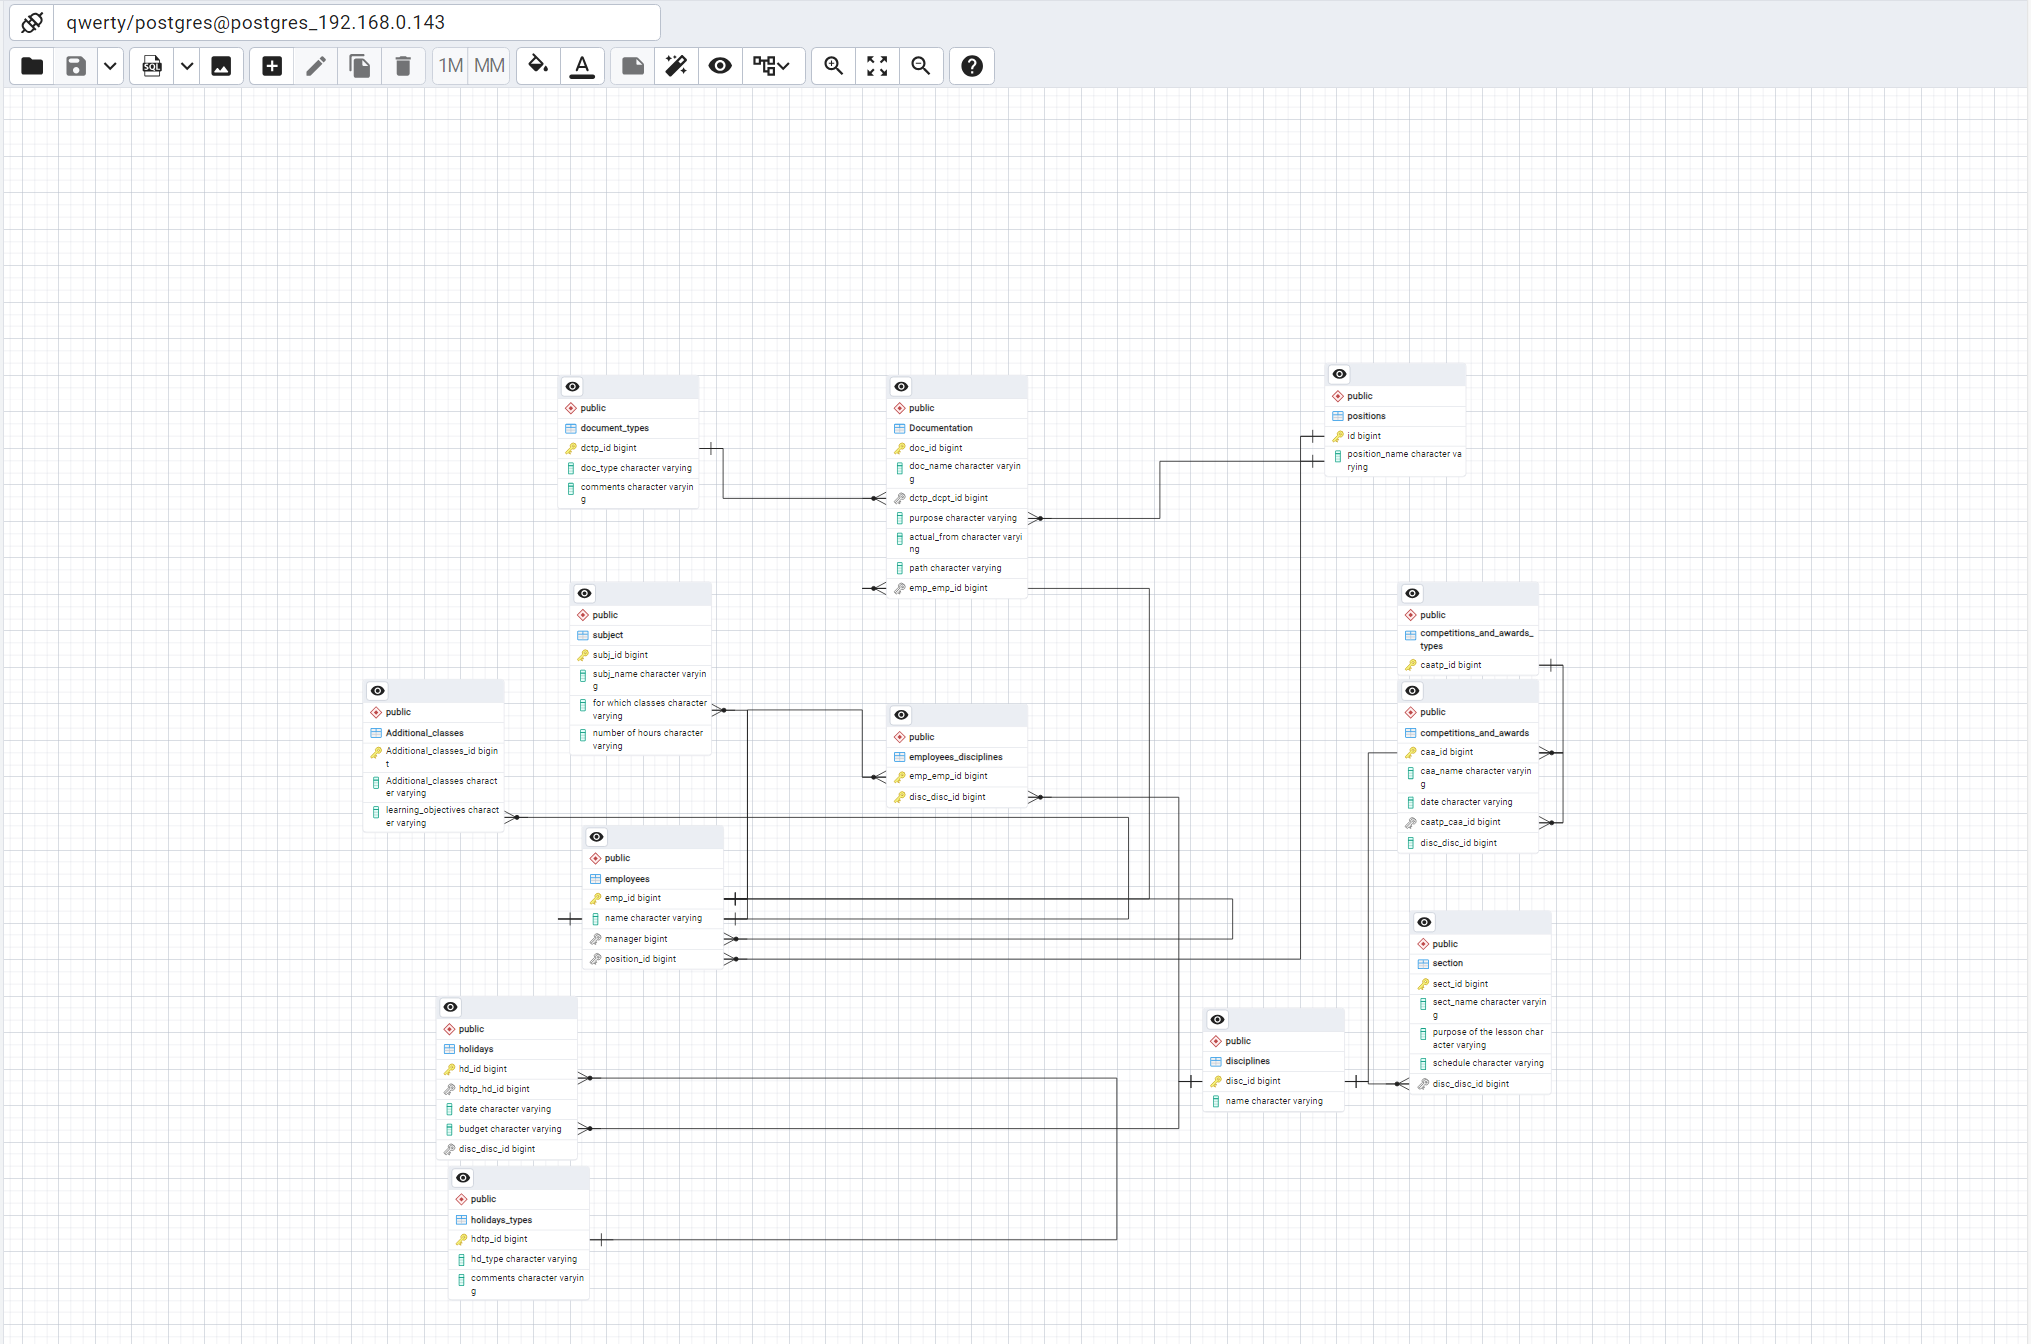 qwerty/postgres@postgres_192.168.0.143
SQL
1M MM
A
public
document_types
dctp_id bigint
doc_type character varying
comments character varyin
g
public
Documentation
doc_id bigint
doc_name character varyin
g
dctp_dcpt_id bigint
purpose character varying
actual_from character varyi
ng
path character varying
emp_emp_id bigint
public
positions
id bigint
position_name character va
rying
public
subject
subj_id bigint
subj_name character varyin
g
for which classes character
varying
number of hours character
varying
public
competitions_and_awards_
types
caatp_id bigint
public
Additional_classes
Additional_classes_id bigin
t
Additional_classes charact
er varying
learning_objectives charact
er varying
public
employees_disciplines
emp_emp_id bigint
disc_disc_id bigint
public
competitions_and_awards
caa_id bigint
caa_name character varyin
g
date character varying
caatp_caa_id bigint
disc_disc_id bigint
public
employees
emp_id bigint
name character varying
manager bigint
position_id bigint
public
section
sect_id bigint
sect_name character varyin
g
purpose of the lesson char
acter varying
schedule character varying
disc_disc_id bigint
public
holidays
hd_id bigint
hdtp_hd_id bigint
date character varying
budget character varying
disc_disc_id bigint
public
disciplines
disc_id bigint
name character varying
public
holidays_types
hdtp_id bigint
hd_type character varying
comments character varyin
g